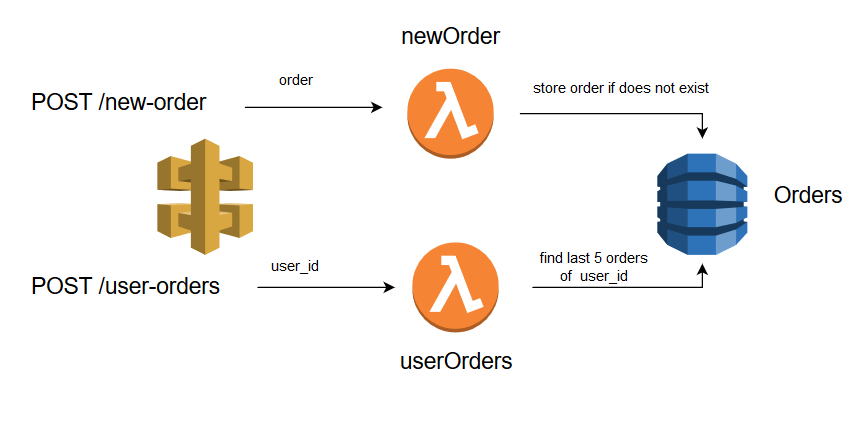 newOrder
POST /new-order
order
store order if does not exist
Orders
POST /user-orders
user_id
find last 5 orders
of user_id
userOrders